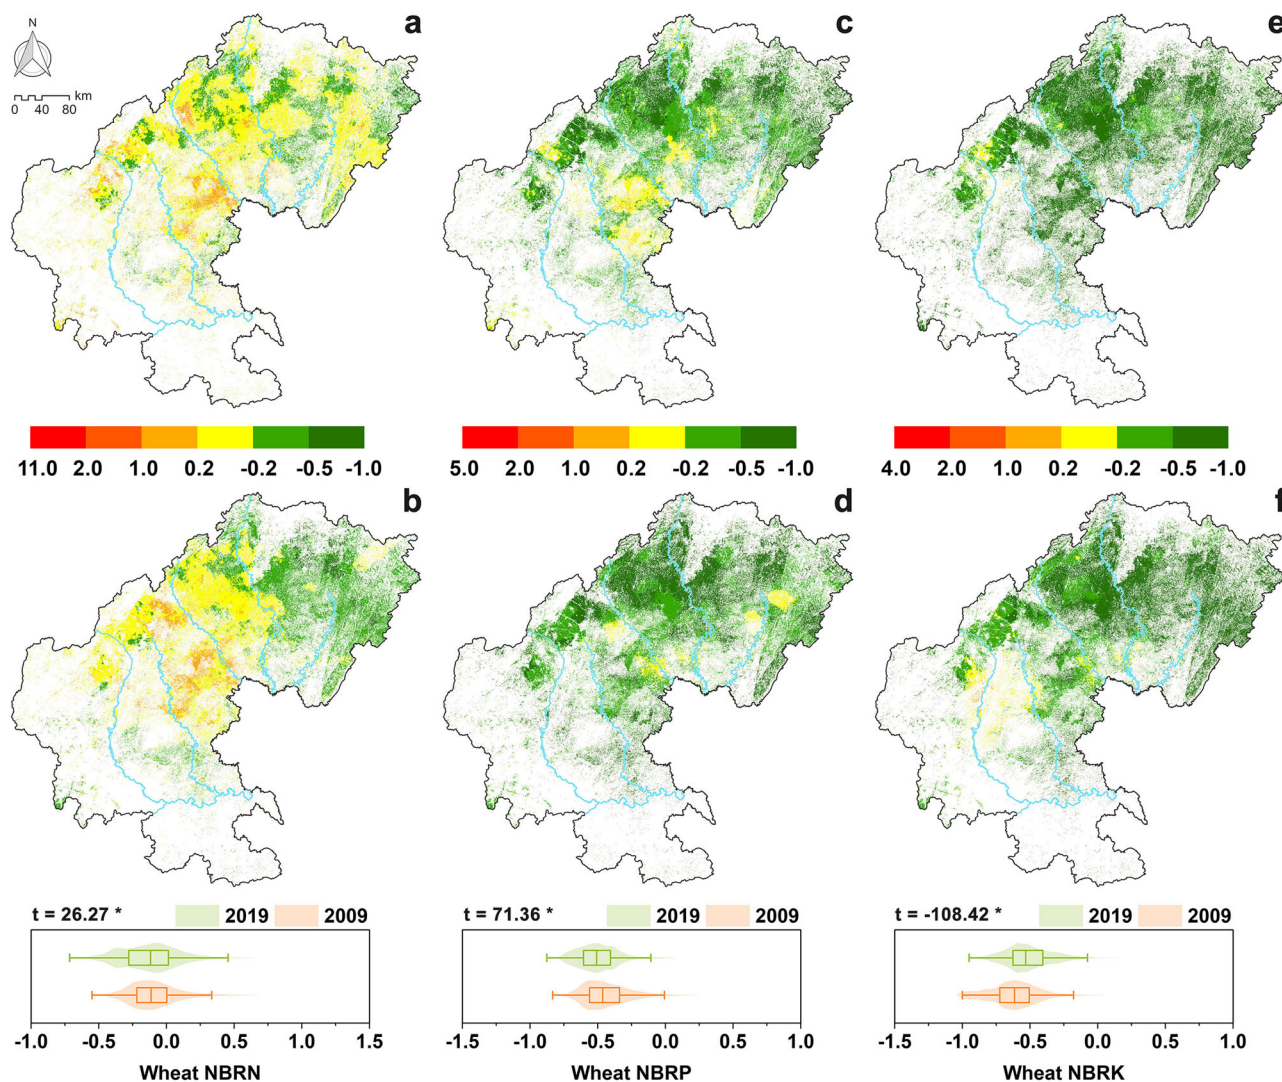 a
c
e
N
km
0 40 80
11.0 2.0 1.0 0.2 -0.2 -0.5 -1.0
5.0 2.0 1.0 0.2 -0.2 -0.5 -1.0
4.0 2.0 1.0 0.2 -0.2 -0.5 -1.0
b
d
f
t = 26.27 * 2019 2009
t = 71.36 * 2019 2009
t = -108.42 * 2019 2009
-1.0 -0.5 0.0 0.5 1.0 1.5
-1.0 -0.5 0.0 0.5 1.0
-1.0 -0.5 0.0 0.5 1.0
Wheat NBRN
Wheat NBRP
Wheat NBRK